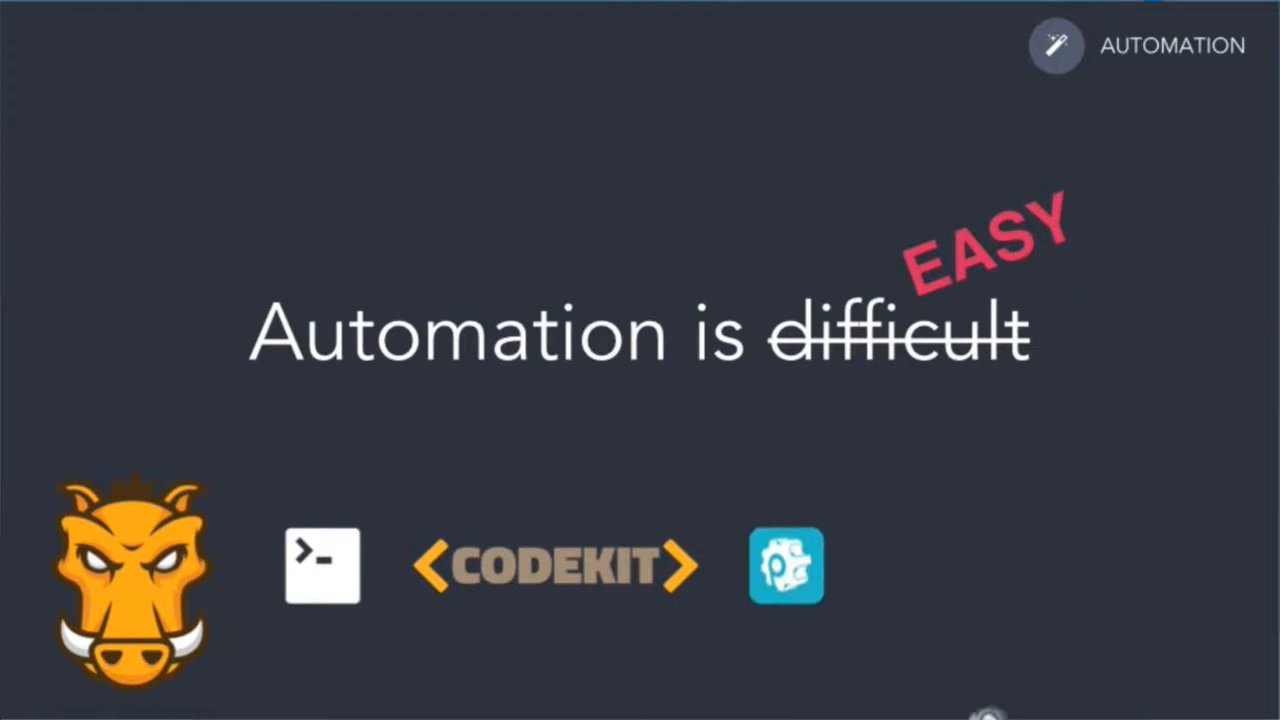 AUTOMATION
EASY
Automation is difficult
>_
<CODEKIT>